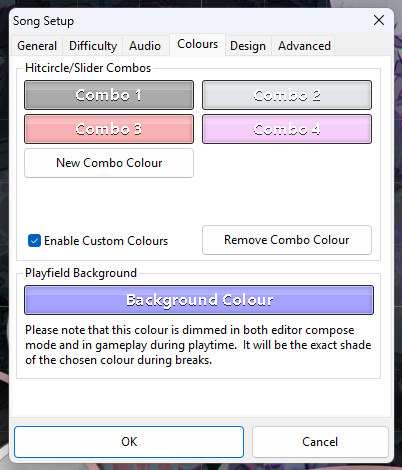 Song Setup
General Difficulty Audio Colours Design Advanced
Hitcircle/Slider Combos
Combo 1 Combo 2
Combo 3 Combo 4
New Combo Colour
Enable Custom Colours Remove Combo Colour
Playfield Background
Background Colour
Please note that this colour is dimmed in both editor compose
mode and in gameplay during playtime.  It will be the exact shade
of the chosen colour during breaks.
OK Cancel